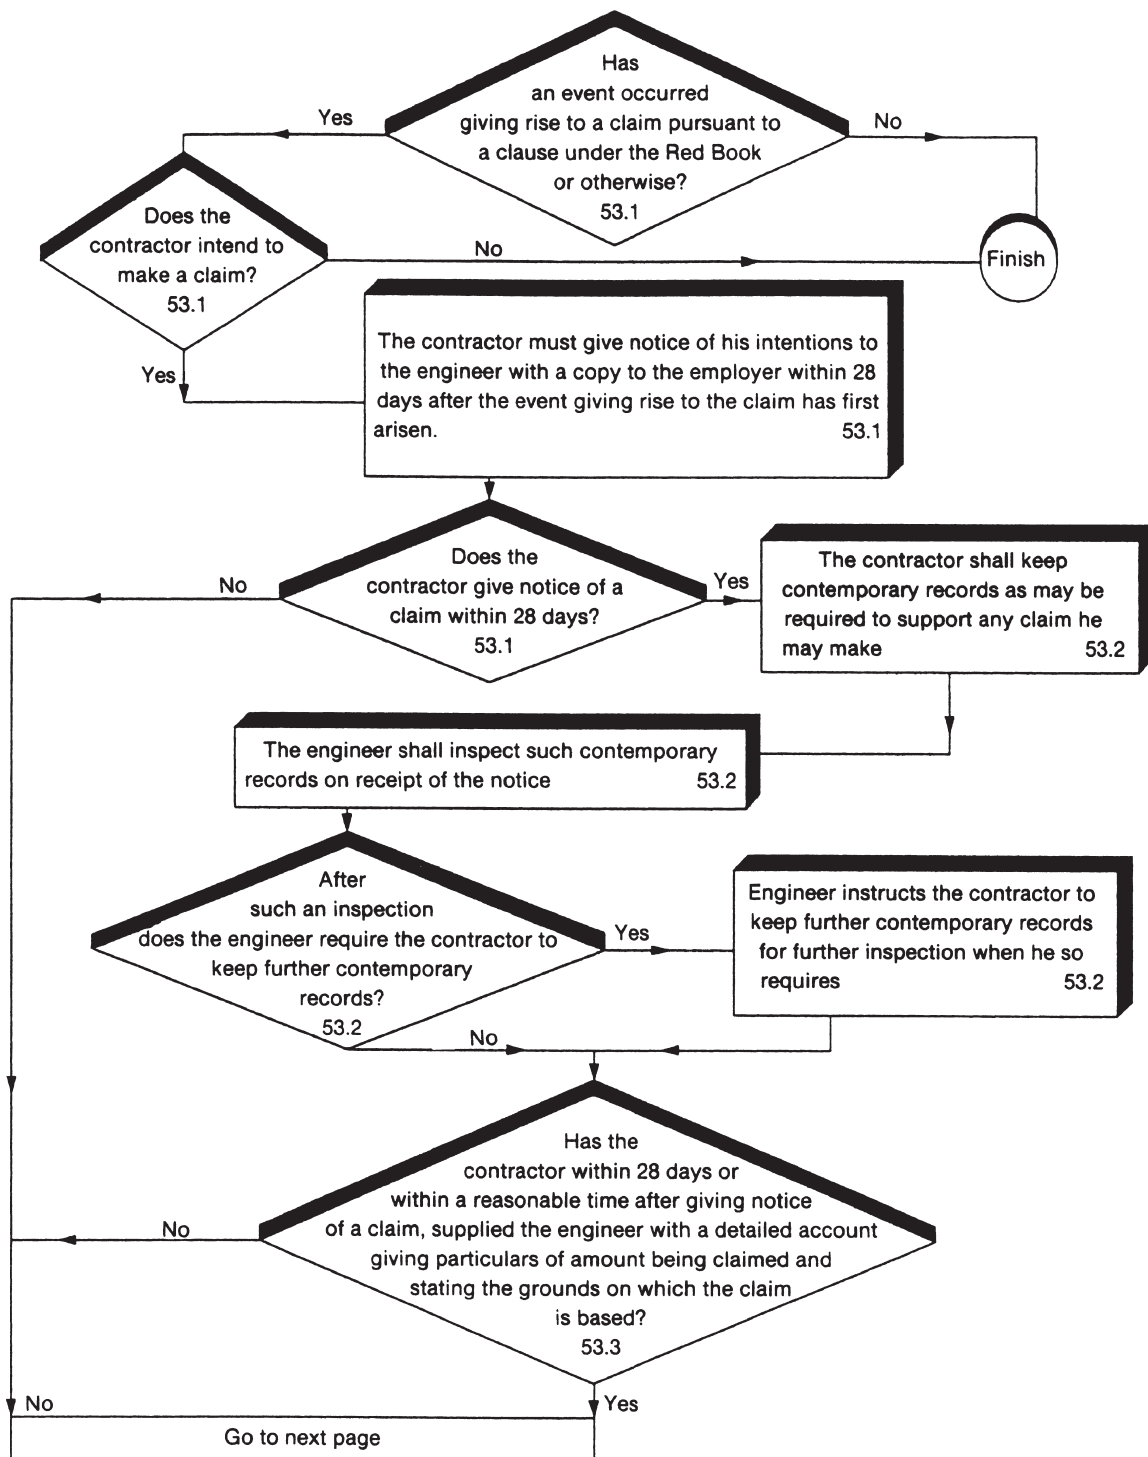 Has
an event occurred
giving rise to a claim pursuant to
a clause under the Red Book
or otherwise?
53.1
Yes
No
Does the
contractor intend to
make a claim?
53.1
No
Finish
Yes
The contractor must give notice of his intentions to
the engineer with a copy to the employer within 28
days after the event giving rise to the claim has first
arisen. 53.1
Does the
contractor give notice of a
claim within 28 days?
53.1
No
Yes
The contractor shall keep
contemporary records as may be
required to support any claim he
may make 53.2
The engineer shall inspect such contemporary
records on receipt of the notice 53.2
After
such an inspection
does the engineer require the contractor to
keep further contemporary
records?
53.2
Yes
Engineer instructs the contractor to
keep further contemporary records
for further inspection when he so
requires 53.2
No
Has the
contractor within 28 days or
within a reasonable time after giving notice
of a claim, supplied the engineer with a detailed account
giving particulars of amount being claimed and
stating the grounds on which the claim
is based?
53.3
No
No
Yes
Go to next page